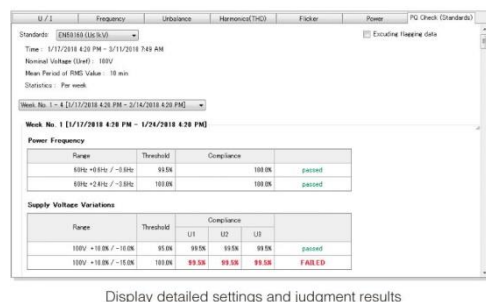 U / I Frequency Unbalance Harmonics(THD) Flicker Power PQ Check (Standards)
Standards: EN50160 (U≤1kV) Excuding flagging data
Time : 1/17/2018 4:20 PM - 3/11/2018 7:49 AM
Nominal Voltage (Uref) : 100V
Mean Period of RMS Value : 10 min
Statistics : Per week
Week No. 1 - 4 [1/17/2018 4:20 PM - 2/14/2018 4:20 PM]
Week No. 1 [1/17/2018 4:20 PM - 1/24/2018 4:20 PM]
Power Frequency
Range Threshold Compliance
60Hz +0.6Hz / -0.6Hz 99.5% 100.0% passed
60Hz +2.4Hz / -3.6Hz 100.0% 100.0% passed
Supply Voltage Variations
Range Threshold Compliance
U1 U2 U3
100V +10.0% / -10.0% 95.0% 99.5% 99.5% 99.5% passed
100V +10.0% / -15.0% 100.0% 99.5% 99.5% 99.5% FAILED
Display detailed settings and judgment results